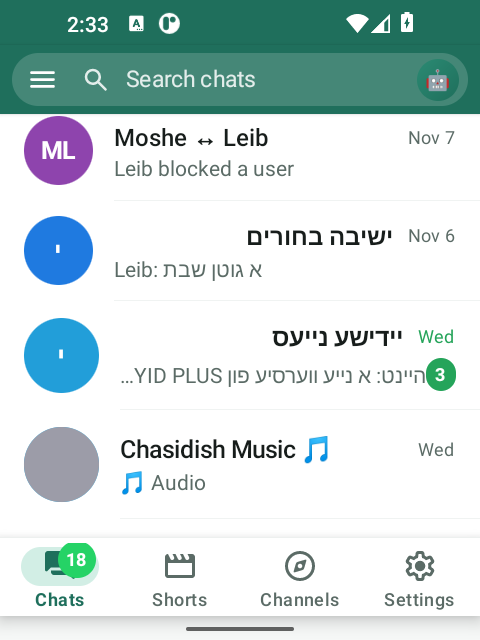 2:33
Search chats
ML
Moshe ↔ Leib
Nov 7
Leib blocked a user
י
ישיבה בחורים
Nov 6
Leib: א גוטן שבת
י
יידישע נייעס
Wed
היינט: א נייע ווערסיע פון YID PLUS…
3
Chasidish Music 🎵
Wed
🎵 Audio
18
Chats
Shorts
Channels
Settings